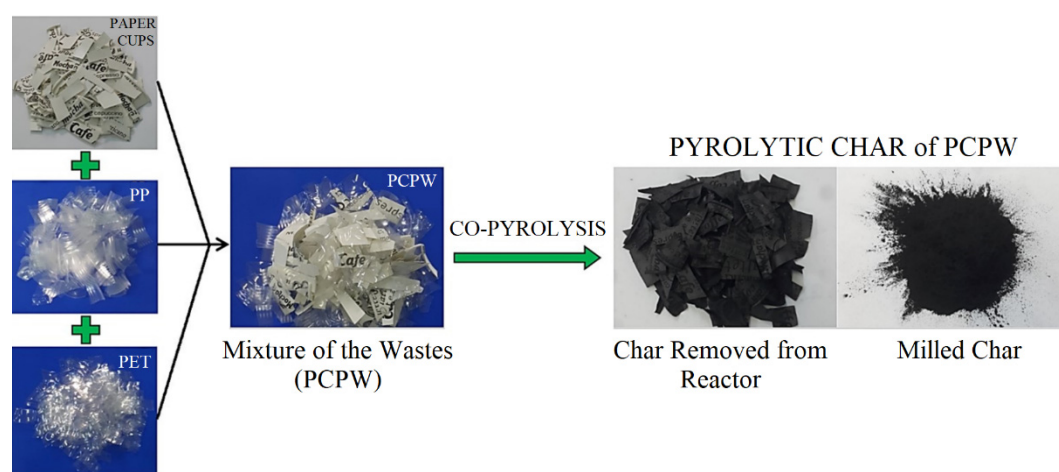 PAPER
CUPS
PP
PET
PCPW
Cafe
Mixture of the Wastes
(PCPW)
CO-PYROLYSIS
PYROLYTIC CHAR of PCPW
Char Removed from
Reactor
Milled Char